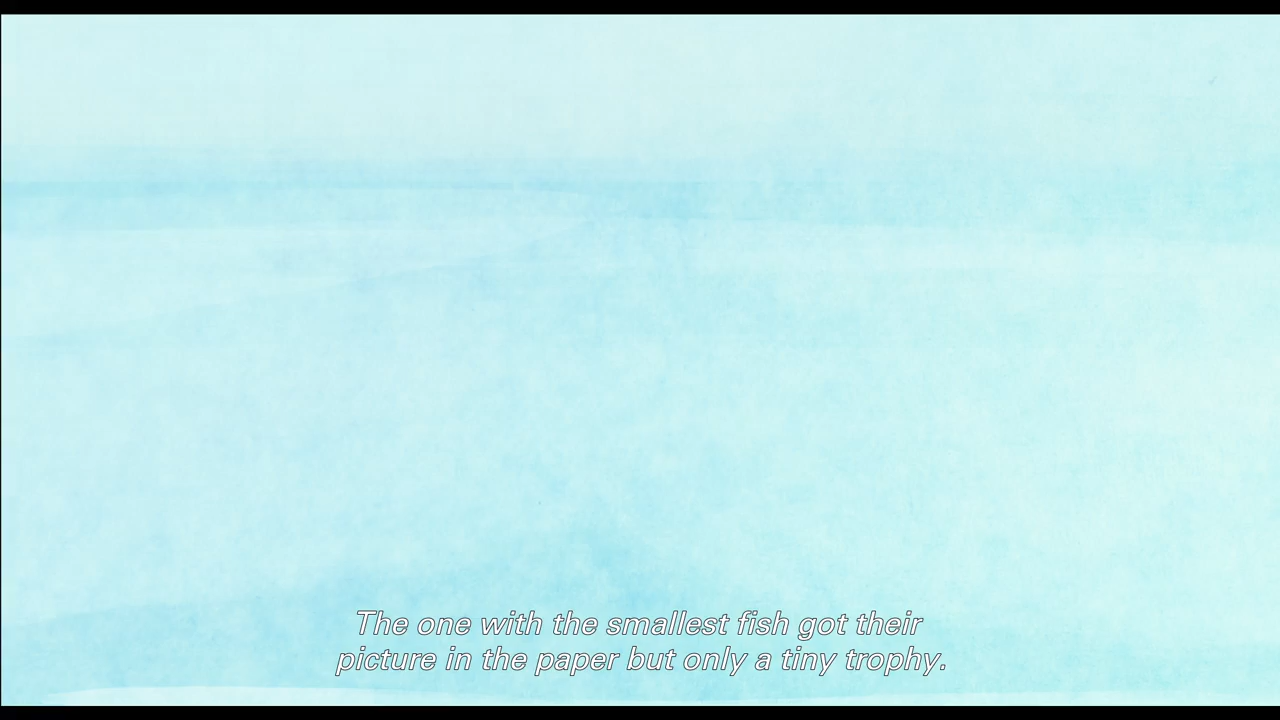 The one with the smallest fish got their
picture in the paper but only a tiny trophy.